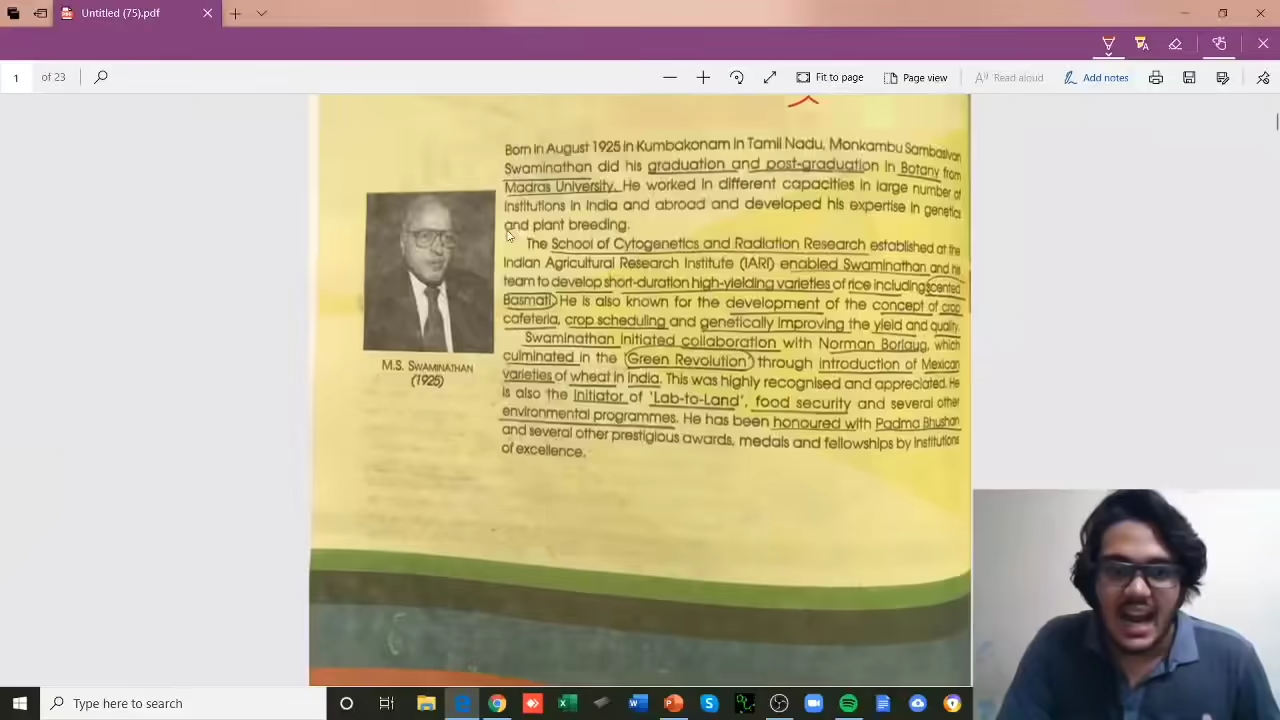 Untitled (75).pdf
1 of 23
Fit to page
Page view
Read aloud
Add notes
Born in August 1925 in Kumbakonam in Tamil Nadu, Monkambu Sambasivan
Swaminathan did his graduation and post-graduation in Botany from
Madras University. He worked in different capacities in large number of
institutions in India and abroad and developed his expertise in genetics
and plant breeding.
The School of Cytogenetics and Radiation Research established at the
Indian Agricultural Research Institute (IARI) enabled Swaminathan and his
team to develop short-duration high-yielding varieties of rice including scented
Basmati. He is also known for the development of the concept of crop
cafeteria, crop scheduling and genetically improving the yield and quality.
Swaminathan initiated collaboration with Norman Borlaug, which
culminated in the 'Green Revolution' through introduction of Mexican
varieties of wheat in India. This was highly recognised and appreciated. He
is also the initiator of 'Lab-to-Land', food security and several other
environmental programmes. He has been honoured with Padma Bhushan
and several other prestigious awards, medals and fellowships by institutions
of excellence.
M.S. SWAMINATHAN
(1925)
Type here to search